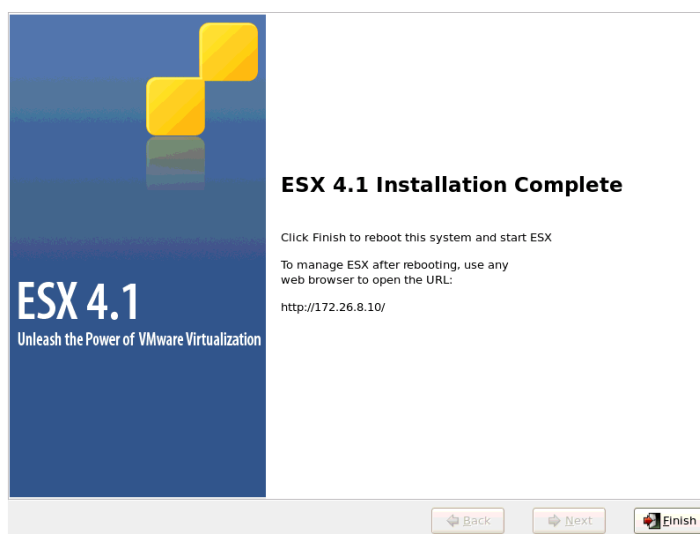 ESX 4.1
Unleash the Power of VMware Virtualization
ESX 4.1 Installation Complete
Click Finish to reboot this system and start ESX
To manage ESX after rebooting, use any
web browser to open the URL:
http://172.26.8.10/
Back
Next
Finish